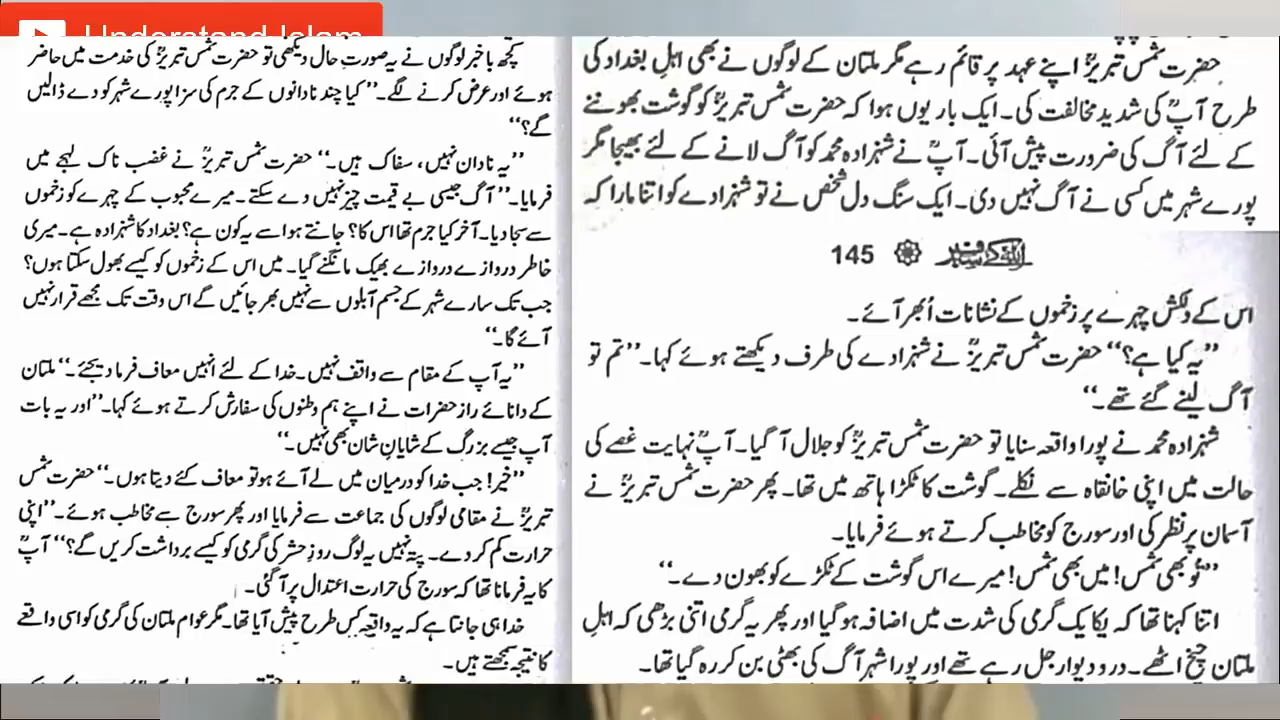 Understand Islam
حضرت شمس تبریزؒ اپنے عہد پر قائم رہے مگر ملتان کے لوگوں نے بھی اہلِ بغداد کی
طرح آپؒ کی شدید مخالفت کی۔ ایک بار یوں ہوا کہ حضرت شمس تبریزؒ کو گوشت بھوننے
کے لئے آگ کی ضرورت پیش آئی۔ آپؒ نے شہزادہ محمد کو آگ لانے کے لئے بھیجا مگر
پورے شہر میں کسی نے آگ نہیں دی۔ ایک سنگ دل شخص نے تو شہزادے کو اتنا مارا کہ
اللہ کے سفیر 145
اس کے دلکش چہرے پر زخموں کے نشانات اُبھر آئے۔
”یہ کیا ہے؟“ حضرت شمس تبریزؒ نے شہزادے کی طرف دیکھتے ہوئے کہا۔ ”تم تو
آگ لینے گئے تھے۔“
شہزادہ محمد نے پورا واقعہ سنایا تو حضرت شمس تبریزؒ کو جلال آ گیا۔ آپؒ نہایت غصے کی
حالت میں اپنی خانقاہ سے نکلے۔ گوشت کا ٹکڑا ہاتھ میں تھا۔ پھر حضرت شمس تبریزؒ نے
آسمان پر نظر کی اور سورج کو مخاطب کرتے ہوئے فرمایا۔
”تُو بھی شمس! میں بھی شمس! میرے اس گوشت کے ٹکڑے کو بھون دے۔“
اتنا کہنا تھا کہ یکا یک گرمی کی شدت میں اضافہ ہو گیا اور پھر یہ گرمی اتنی بڑھی کہ اہلِ
ملتان چیخ اٹھے۔ در و دیوار جل رہے تھے اور پورا شہر آگ کی بھٹی بن کر رہ گیا تھا۔
کچھ باخبر لوگوں نے یہ صورتِ حال دیکھی تو حضرت شمس تبریزؒ کی خدمت میں حاضر
ہوئے اور عرض کرنے لگے۔ ”کیا چند نادانوں کے جرم کی سزا پورے شہر کو دے ڈالیں
گے؟“
”یہ نادان نہیں، سفاک ہیں۔“ حضرت شمس تبریزؒ نے غضب ناک لہجے میں
فرمایا۔ ”آگ جیسی بے قیمت چیز نہیں دے سکتے۔ میرے محبوب کے چہرے کو زخموں
سے سجا دیا۔ آخر کیا جرم تھا اس کا؟ جانتے ہو اسے یہ کون ہے؟ بغداد کا شہزادہ ہے۔ میری
خاطر دروازے دروازے بھیک مانگنے گیا۔ میں اس کے زخموں کو کیسے بھول سکتا ہوں؟
جب تک سارے شہر کے جسم آبلوں سے نہیں بھر جائیں گے اس وقت تک مجھے قرار نہیں
آئے گا۔“
”یہ آپ کے مقام سے واقف نہیں۔ خدا کے لئے انہیں معاف فرما دیجئے۔“ ملتان
کے دانائے راز حضرات نے اپنے ہم وطنوں کی سفارش کرتے ہوئے کہا۔ ”اور یہ بات
آپ جیسے بزرگ کے شایانِ شان بھی نہیں۔“
”خیر! جب خدا کو درمیان میں لے آئے ہو تو معاف کئے دیتا ہوں۔“ حضرت شمس
تبریزؒ نے مقامی لوگوں کی جماعت سے فرمایا اور پھر سورج سے مخاطب ہوئے۔ ”اپنی
حرارت کم کر دے۔ پتہ نہیں یہ لوگ روزِ حشر کی گرمی کو کیسے برداشت کریں گے؟“ آپؒ
کا یہ فرمانا تھا کہ سورج کی حرارت اعتدال پر آ گئی۔
خدا ہی جانتا ہے کہ یہ واقعہ کس طرح پیش آیا تھا۔ مگر عوام ملتان کی گرمی کو اسی واقعے
کا نتیجہ سمجھتے ہیں۔